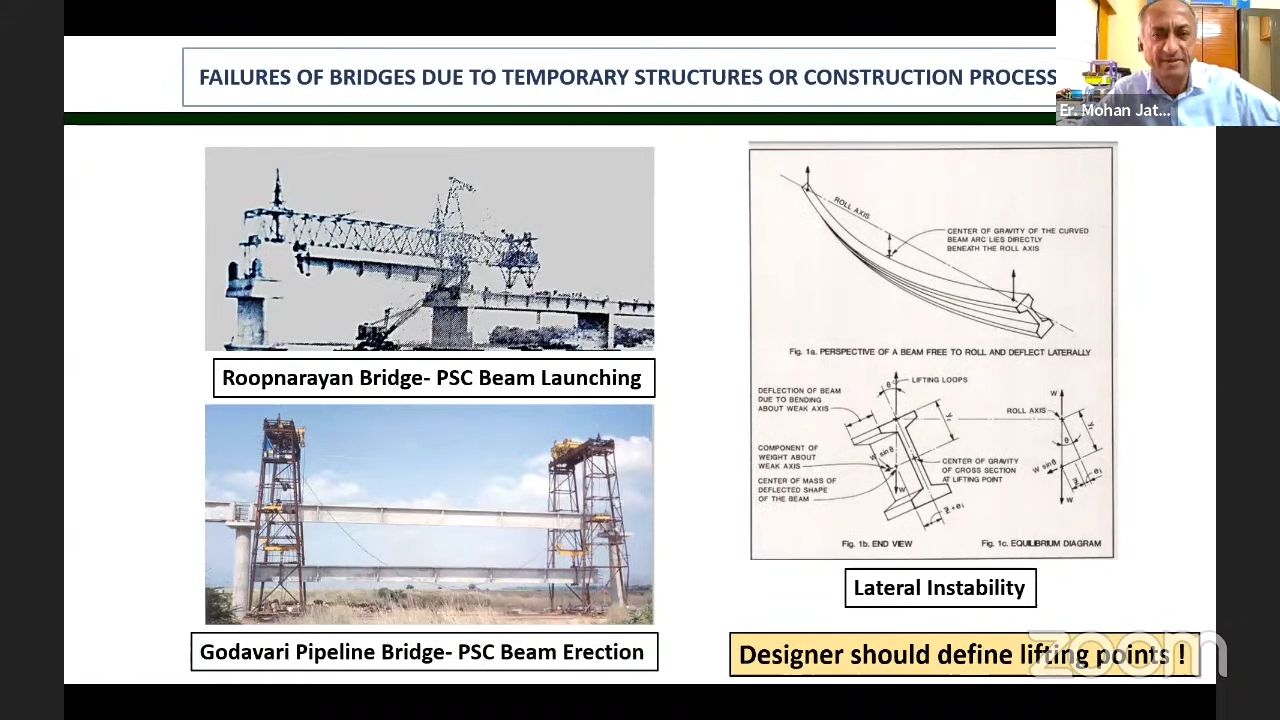 FAILURES OF BRIDGES DUE TO TEMPORARY STRUCTURES OR CONSTRUCTION PROCESS
Er. Mohan Jat...
Roopnarayan Bridge- PSC Beam Launching
Godavari Pipeline Bridge- PSC Beam Erection
ROLL AXIS
CENTER OF GRAVITY OF THE CURVED
BEAM ARC LIES DIRECTLY
BENEATH THE ROLL AXIS
Fig. 1a. PERSPECTIVE OF A BEAM FREE TO ROLL AND DEFLECT LATERALLY
θ
LIFTING LOOPS
DEFLECTION OF BEAM
DUE TO BENDING
ABOUT WEAK AXIS
COMPONENT OF
WEIGHT ABOUT
WEAK AXIS
CENTER OF MASS OF
DEFLECTED SHAPE
OF THE BEAM
W sinθ
W
CENTER OF GRAVITY
OF CROSS SECTION
AT LIFTING POINT
W
ROLL AXIS
θ
W sinθ
W
Fig. 1b. END VIEW
Fig. 1c. EQUILIBRIUM DIAGRAM
Lateral Instability
Designer should define lifting points !
zoom